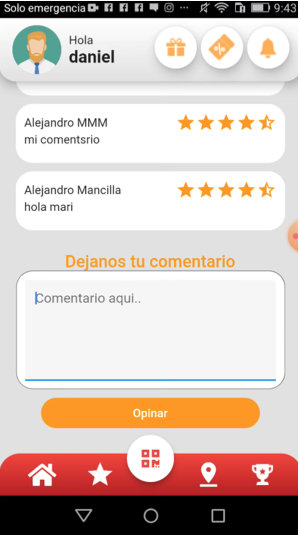 Solo emergencia 9:43
Hola
daniel
Alejandro MMM
mi comentsrio
Alejandro Mancilla
hola mari
Dejanos tu comentario
Comentario aqui..
Opinar